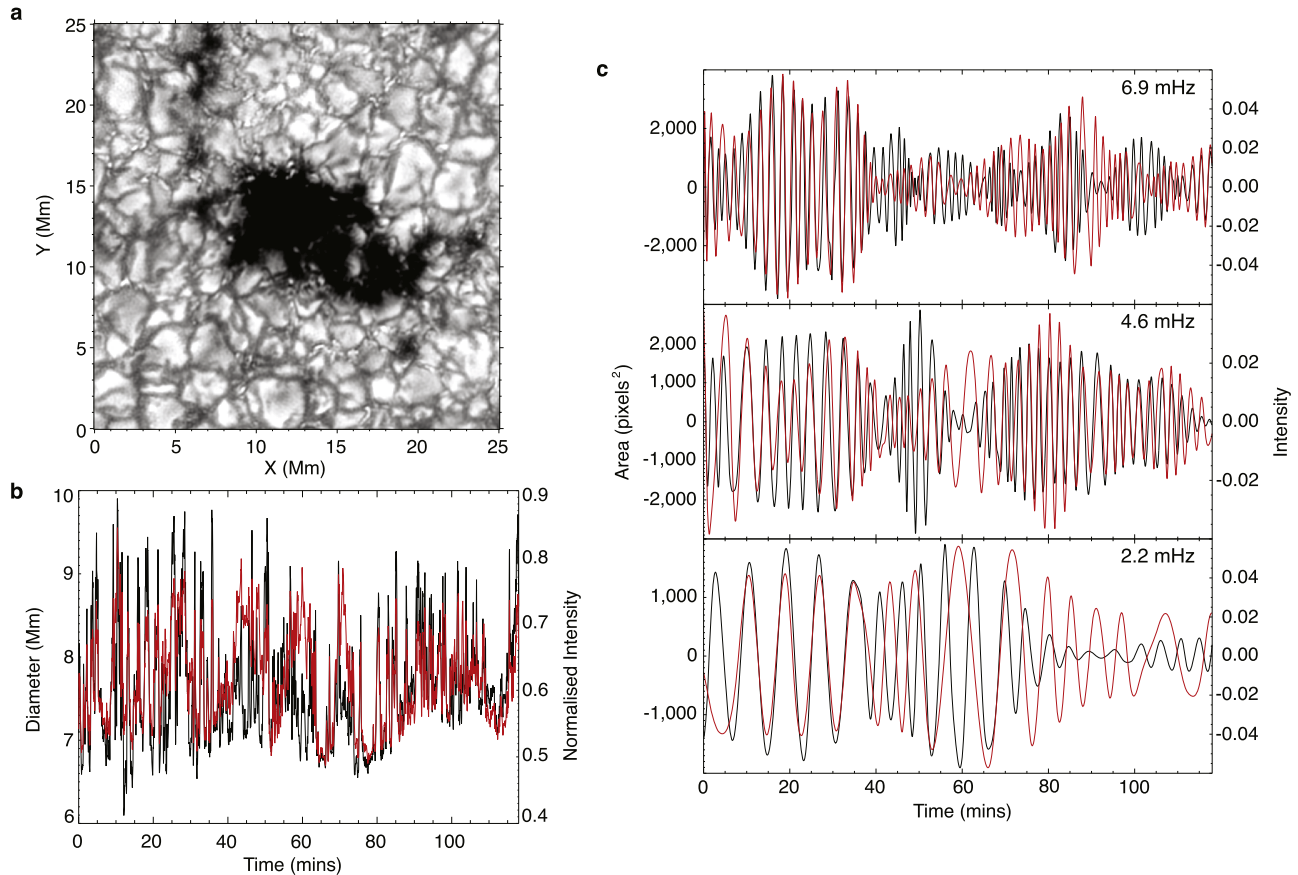 a
25
20
15
10
5
0
Y (Mm)
0 5 10 15 20 25
X (Mm)
b
10
9
8
7
6
Diameter (Mm)
0.9
0.8
0.7
0.6
0.5
0.4
Normalised Intensity
0 20 40 60 80 100
Time (mins)
c
6.9 mHz
2,000
0
-2,000
0.04
0.02
0.00
-0.02
-0.04
4.6 mHz
2,000
1,000
0
-1,000
-2,000
Area (pixels²)
0.02
0.00
-0.02
Intensity
2.2 mHz
1,000
0
-1,000
0.04
0.02
0.00
-0.02
-0.04
0 20 40 60 80 100
Time (mins)